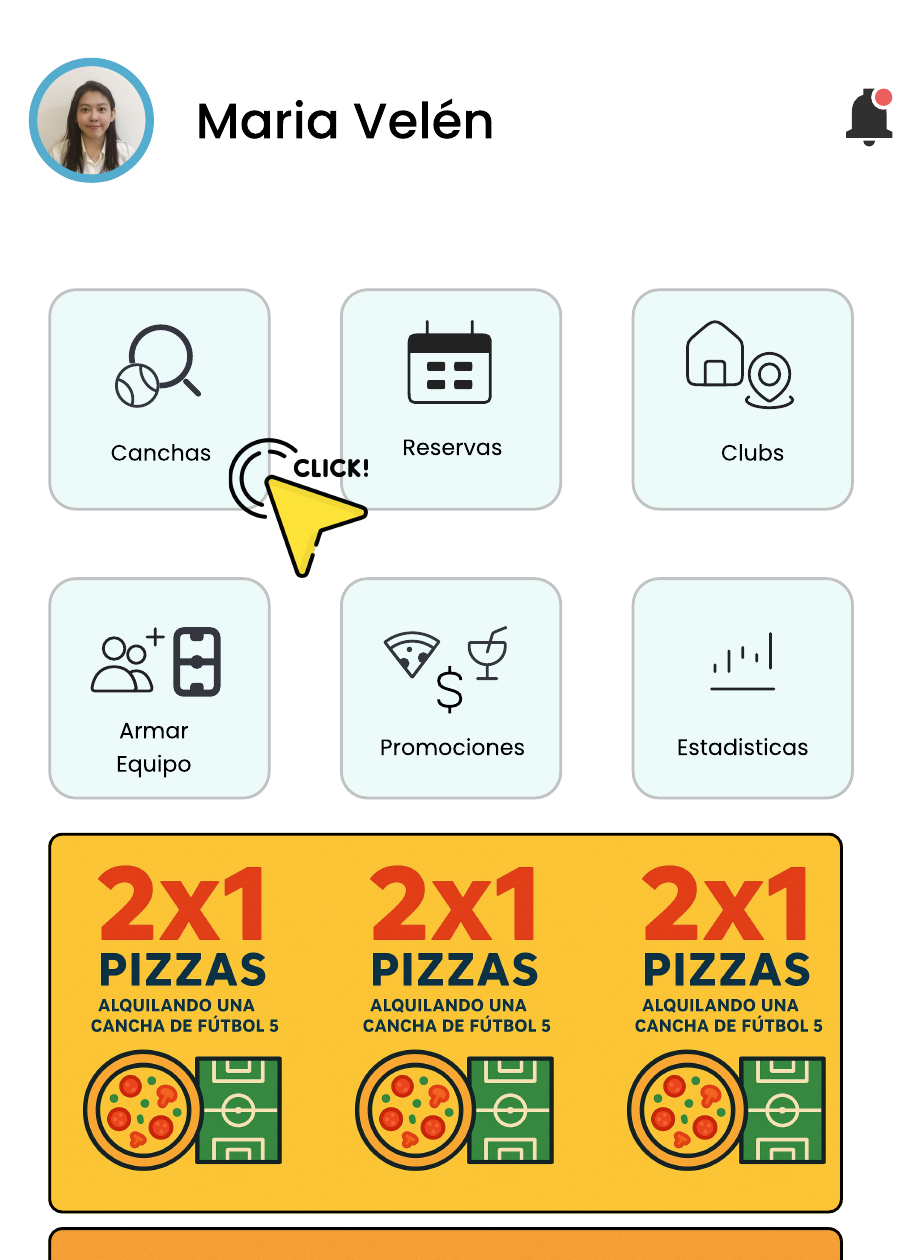 Maria Velén
Canchas
Reservas
Clubs
CLICK!
Armar
Equipo
$
Promociones
Estadisticas
2x1
PIZZAS
ALQUILANDO UNA
CANCHA DE FÚTBOL 5
2x1
PIZZAS
ALQUILANDO UNA
CANCHA DE FÚTBOL 5
2x1
PIZZAS
ALQUILANDO UNA
CANCHA DE FÚTBOL 5